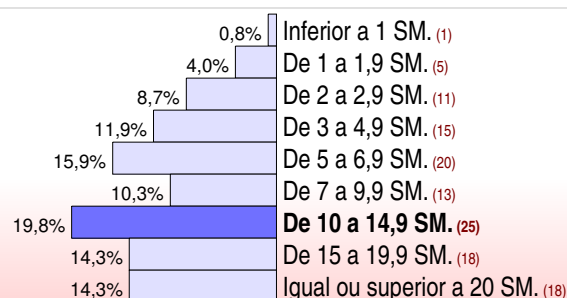 0,8% Inferior a 1 SM. (1)
4,0% De 1 a 1,9 SM. (5)
8,7% De 2 a 2,9 SM. (11)
11,9% De 3 a 4,9 SM. (15)
15,9% De 5 a 6,9 SM. (20)
10,3% De 7 a 9,9 SM. (13)
19,8% De 10 a 14,9 SM. (25)
14,3% De 15 a 19,9 SM. (18)
14,3% Igual ou superior a 20 SM. (18)